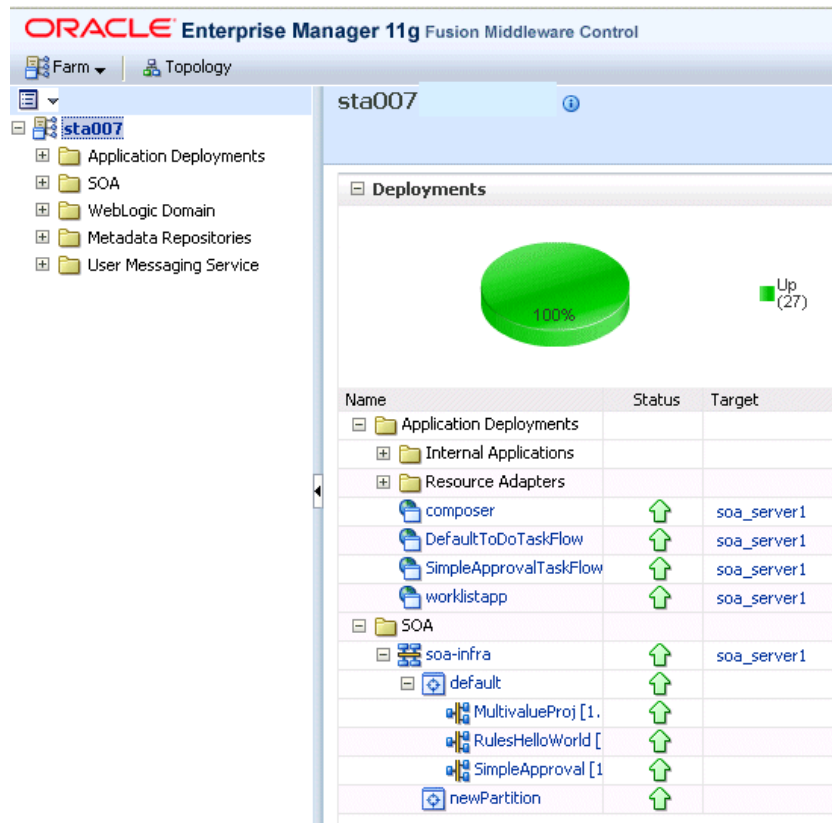 ORACLE Enterprise Manager 11g Fusion Middleware Control
Farm Topology
sta007
Application Deployments
SOA
WebLogic Domain
Metadata Repositories
User Messaging Service
sta007
Deployments
100%
Up
(27)
Name Status Target
Application Deployments
Internal Applications
Resource Adapters
composer soa_server1
DefaultToDoTaskFlow soa_server1
SimpleApprovalTaskFlow soa_server1
worklistapp soa_server1
SOA
soa-infra soa_server1
default
MultivalueProj [1.
RulesHelloWorld [
SimpleApproval [1
newPartition